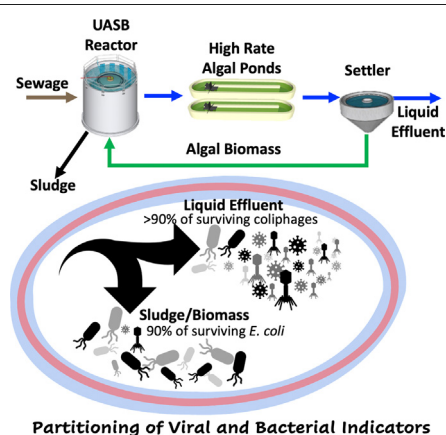 UASB
Reactor
High Rate
Algal Ponds
Settler
Sewage
Liquid
Effluent
Algal Biomass
Sludge
Liquid Effluent
>90% of surviving coliphages
Sludge/Biomass
90% of surviving E. coli
Partitioning of Viral and Bacterial Indicators